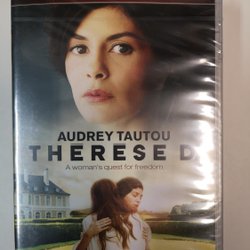 AUDREY TAUTOU
THERESE D.
A woman's quest for freedom